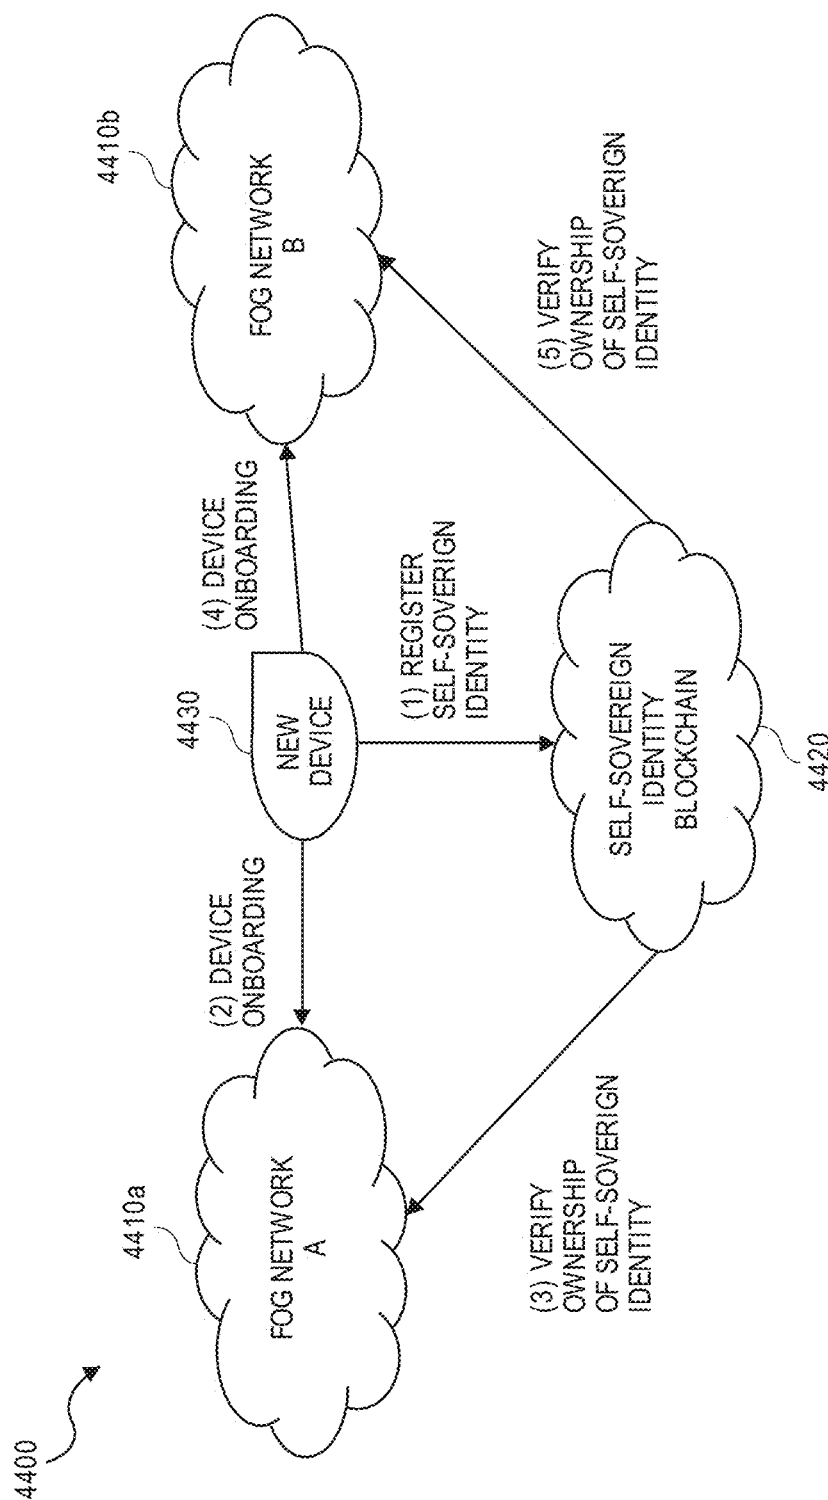 4400
4410a
FOG NETWORK
A
(2) DEVICE
ONBOARDING
4430
NEW
DEVICE
(4) DEVICE
ONBOARDING
4410b
FOG NETWORK
B
(1) REGISTER
SELF-SOVERIGN
IDENTITY
(3) VERIFY
OWNERSHIP
OF SELF-SOVERIGN
IDENTITY
(5) VERIFY
OWNERSHIP
OF SELF-SOVERIGN
IDENTITY
SELF-SOVEREIGN
IDENTITY
BLOCKCHAIN
4420